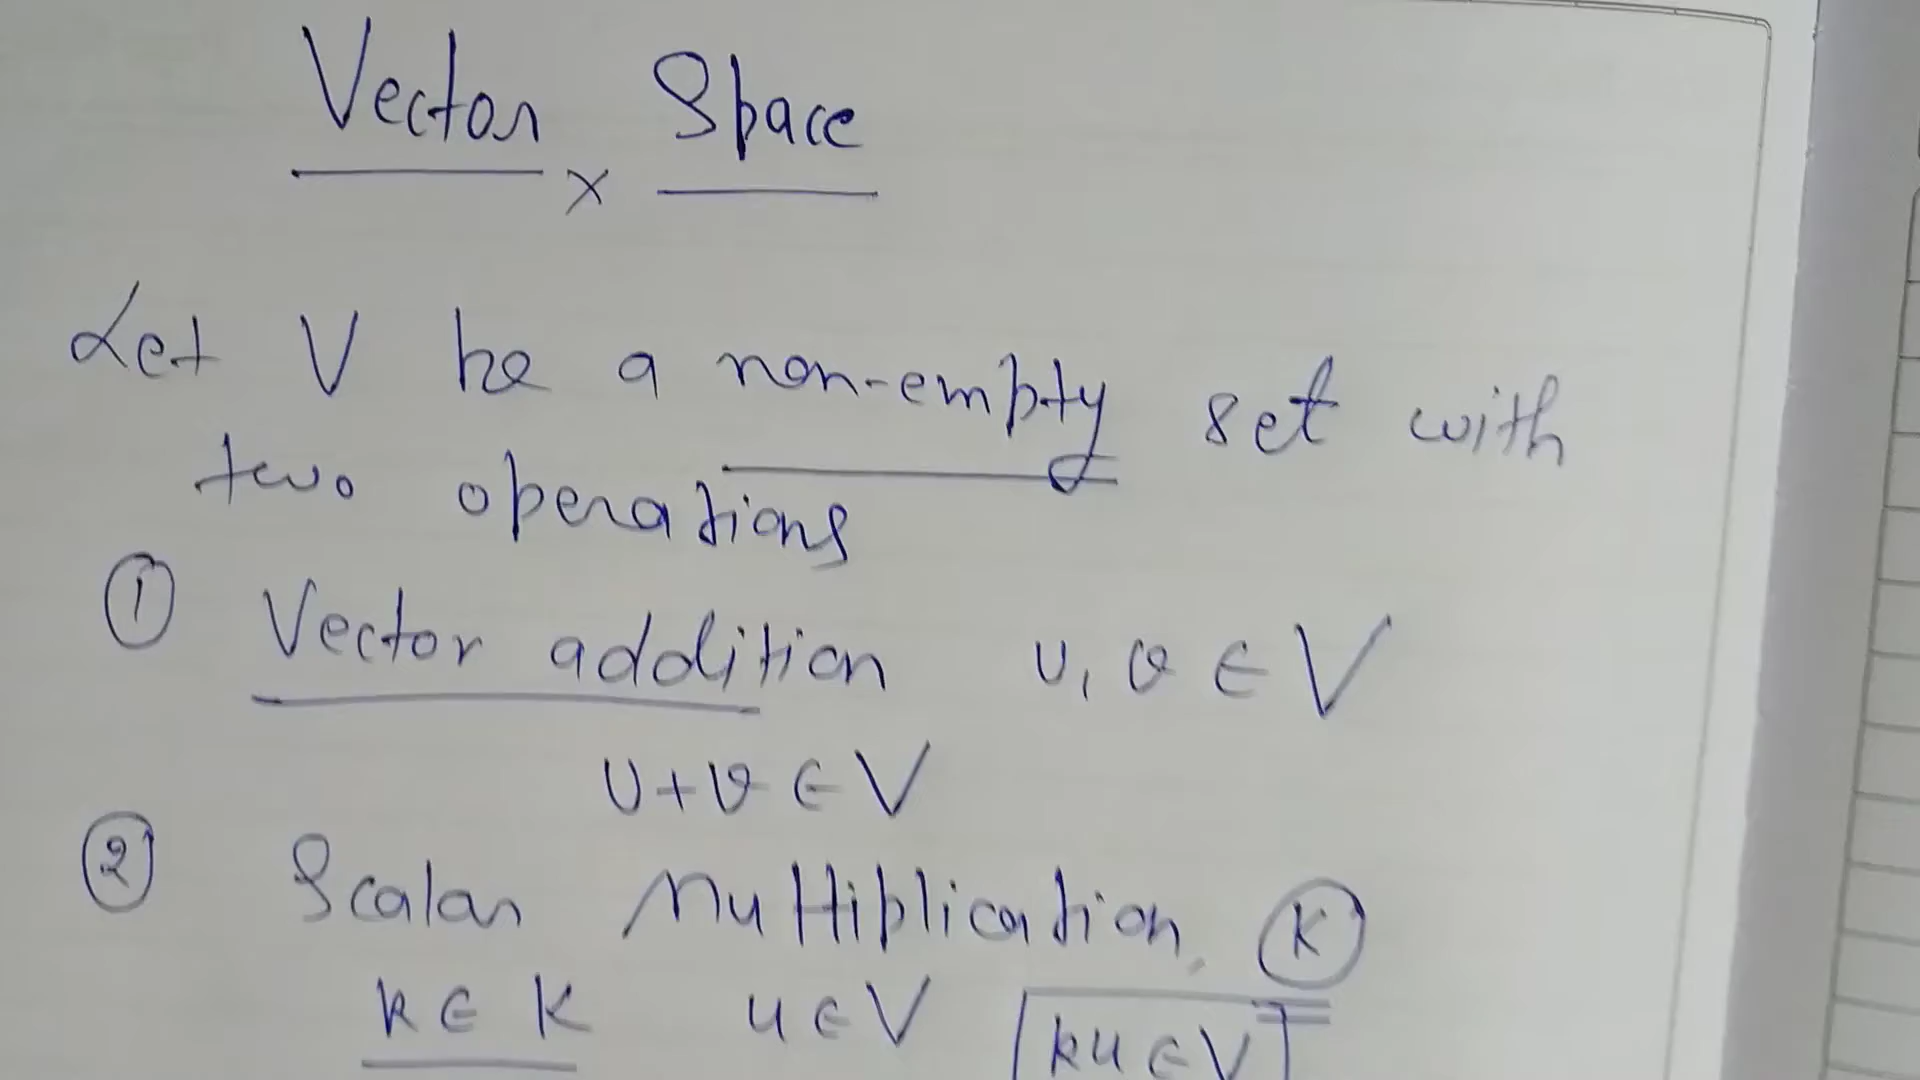 Vector x Space
Let V be a non-empty set with
two operations
① Vector addition u, v ∈ V
u+v ∈ V
② Scalar Multiplication, Ⓚ
k ∈ K u ∈ V ku ∈ V